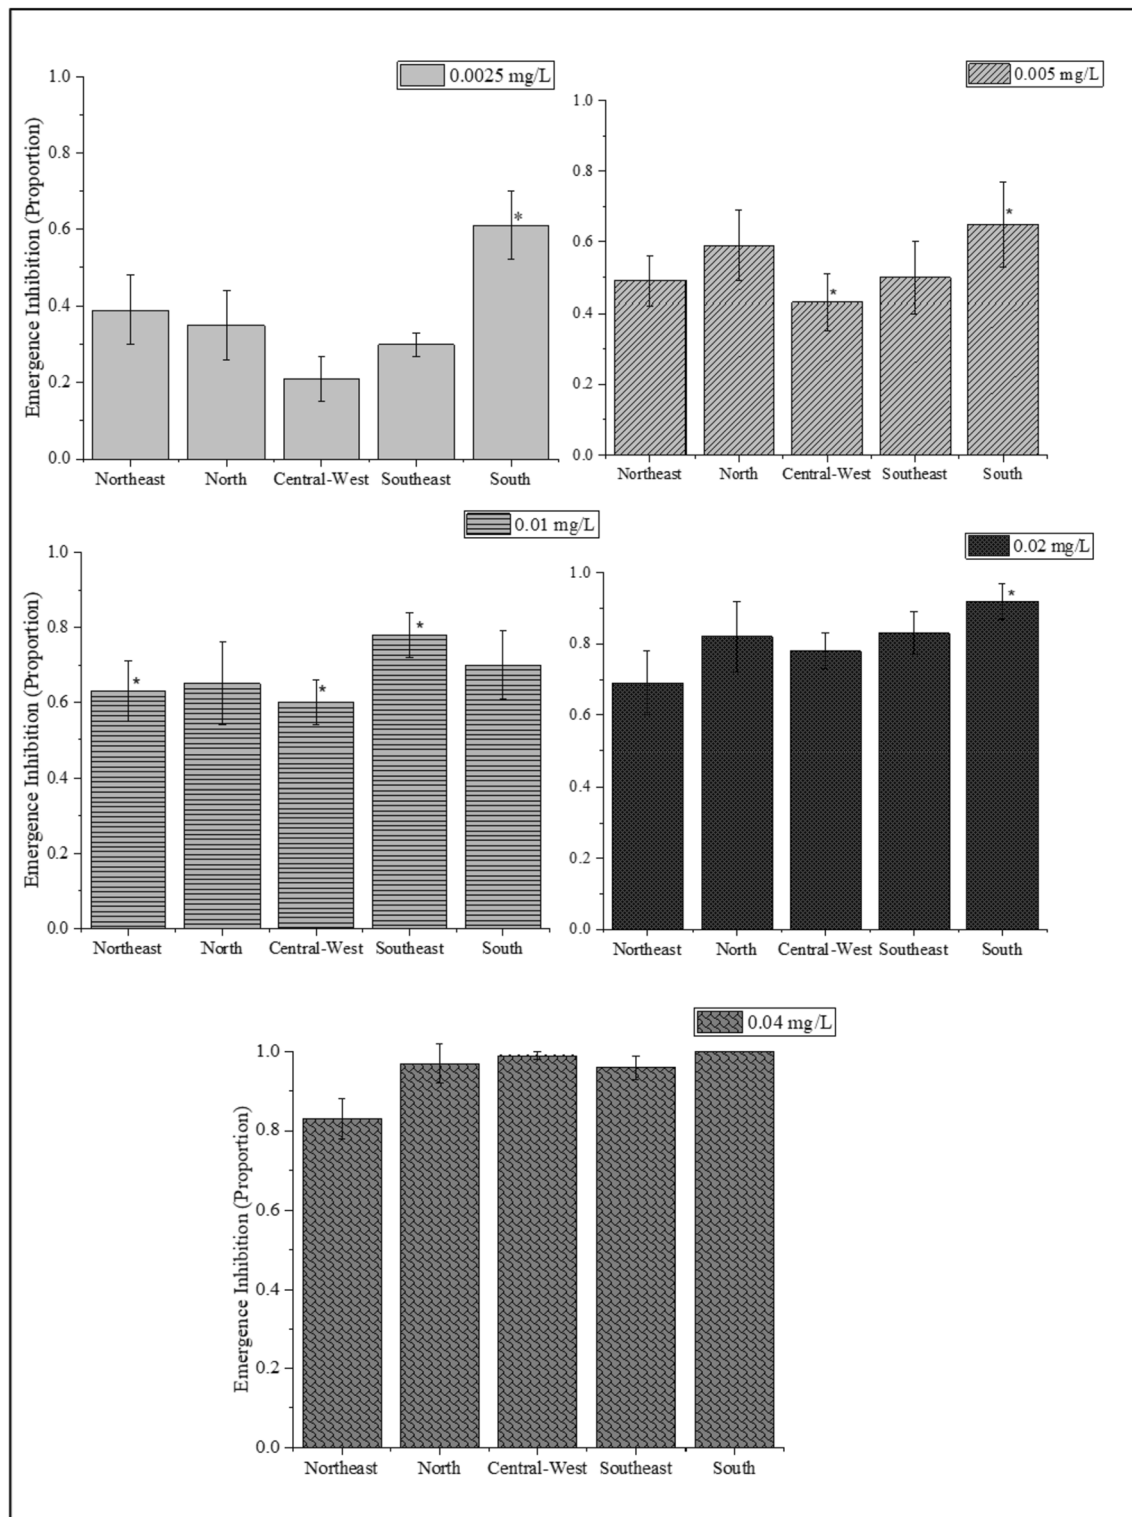 0.0025 mg/L
Emergence Inhibition (Proportion)
1.0
0.8
0.6
0.4
0.2
0.0
*
Northeast North Central-West Southeast South
0.005 mg/L
1.0
0.8
0.6
0.4
0.2
0.0
* *
Northeast North Central-West Southeast South
0.01 mg/L
Emergence Inhibition (Proportion)
1.0
0.8
0.6
0.4
0.2
0.0
* * *
Northeast North Central-West Southeast South
0.02 mg/L
1.0
0.8
0.6
0.4
0.2
0.0
*
Northeast North Central-West Southeast South
0.04 mg/L
Emergence Inhibition (Proportion)
1.0
0.8
0.6
0.4
0.2
0.0
Northeast North Central-West Southeast South